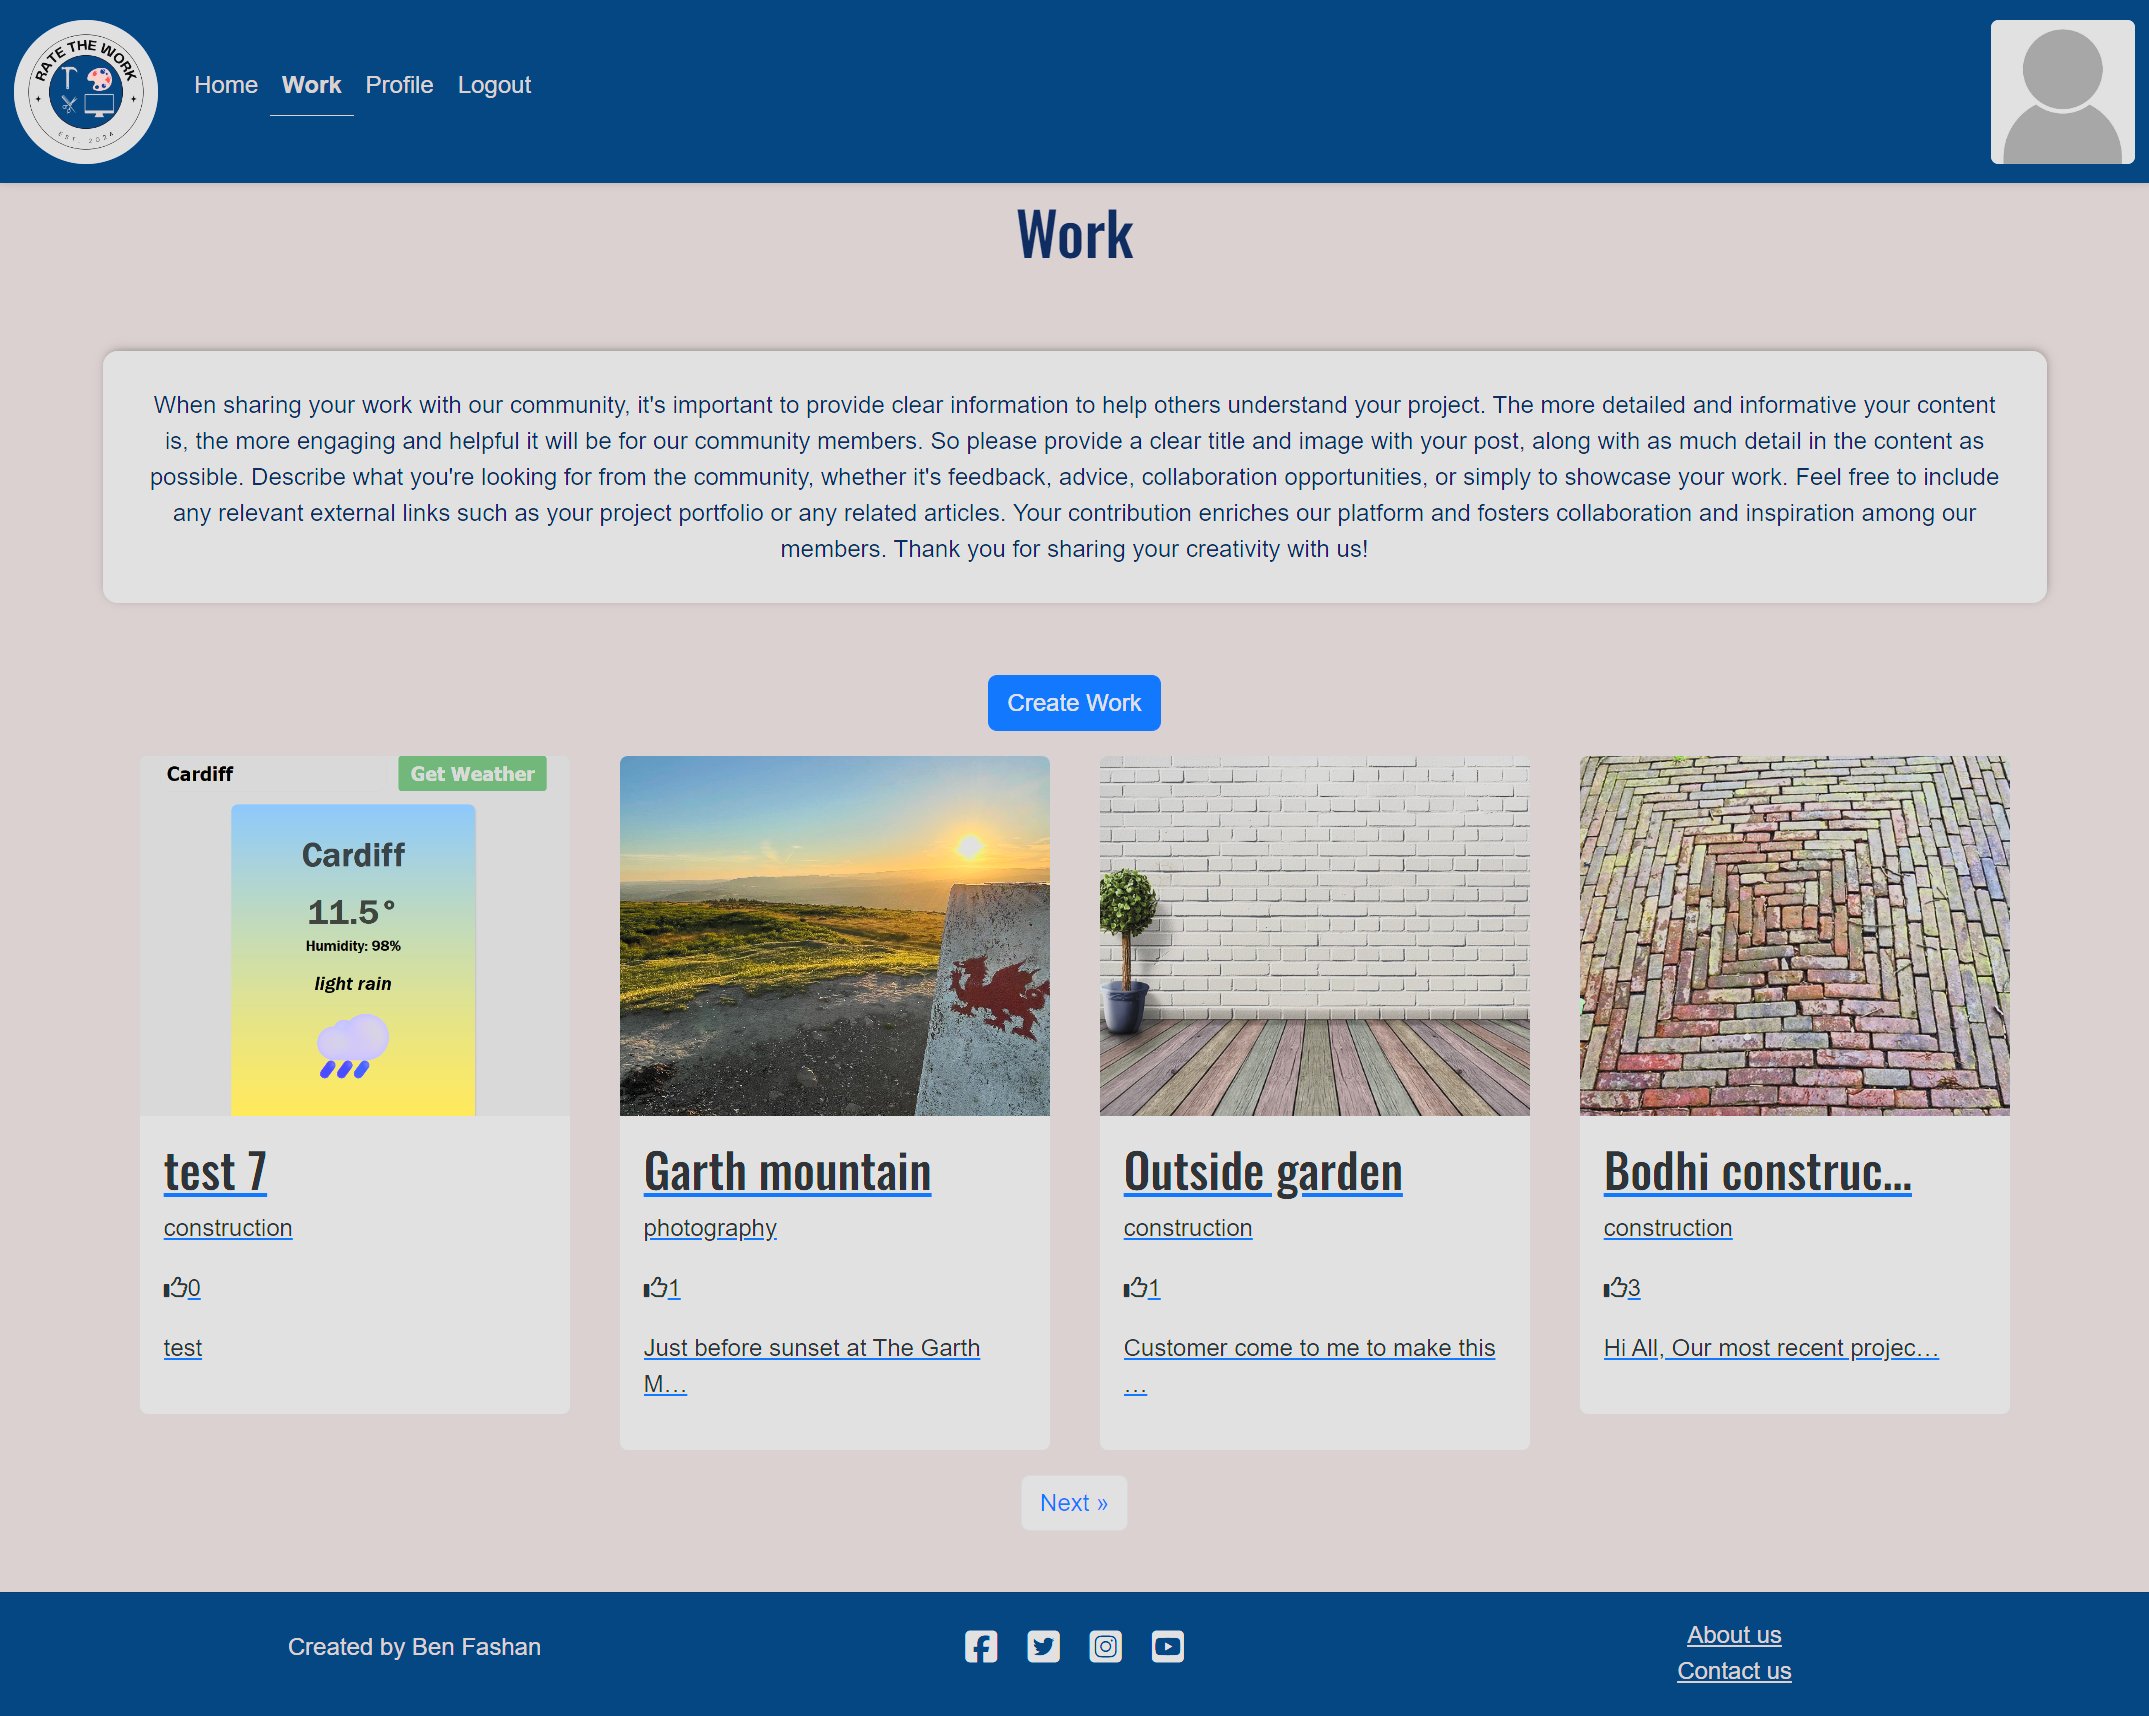 RATE THE WORK
EST. 2024
Home Work Profile Logout
Work
When sharing your work with our community, it's important to provide clear information to help others understand your project. The more detailed and informative your content
is, the more engaging and helpful it will be for our community members. So please provide a clear title and image with your post, along with as much detail in the content as
possible. Describe what you're looking for from the community, whether it's feedback, advice, collaboration opportunities, or simply to showcase your work. Feel free to include
any relevant external links such as your project portfolio or any related articles. Your contribution enriches our platform and fosters collaboration and inspiration among our
members. Thank you for sharing your creativity with us!
Create Work
Cardiff Get Weather
Cardiff
11.5°
Humidity: 98%
light rain
test 7
construction
0
test
Garth mountain
photography
1
Just before sunset at The Garth
M…
Outside garden
construction
1
Customer come to me to make this
…
Bodhi construc…
construction
3
Hi All, Our most recent projec…
Next »
Created by Ben Fashan
About us
Contact us